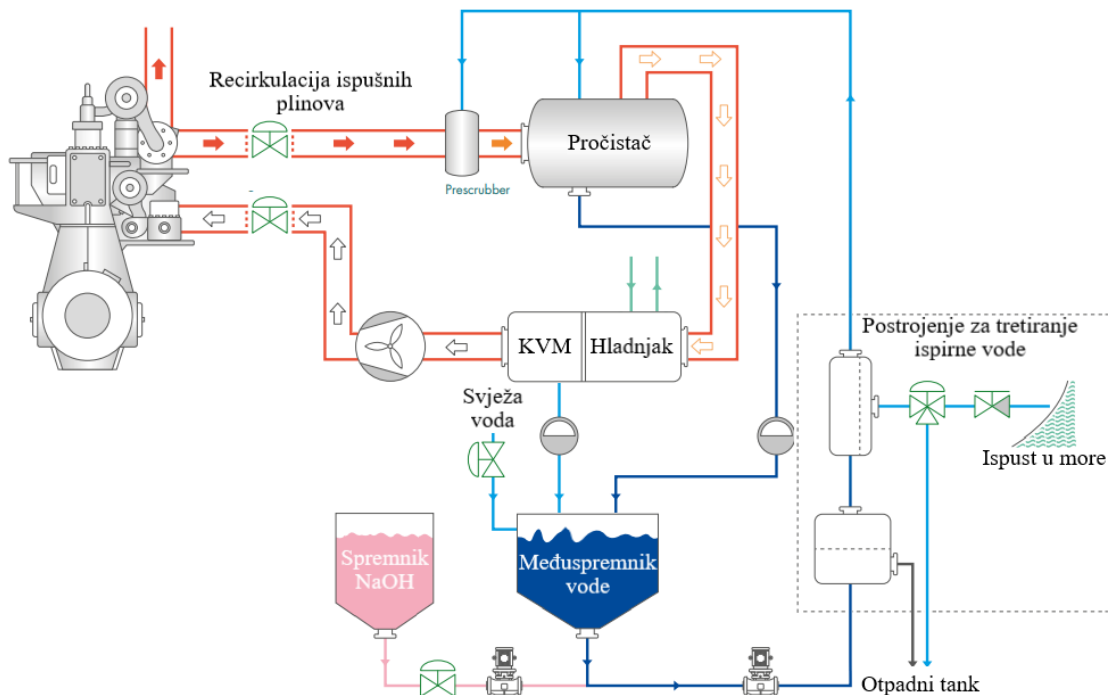 Recirkulacija ispušnih
plinova
Pročistač
Prescrubber
KVM
Hladnjak
Postrojenje za tretiranje
ispirne vode
Svježa
voda
Ispust u more
Spremnik
NaOH
Međuspremnik
vode
Otpadni tank